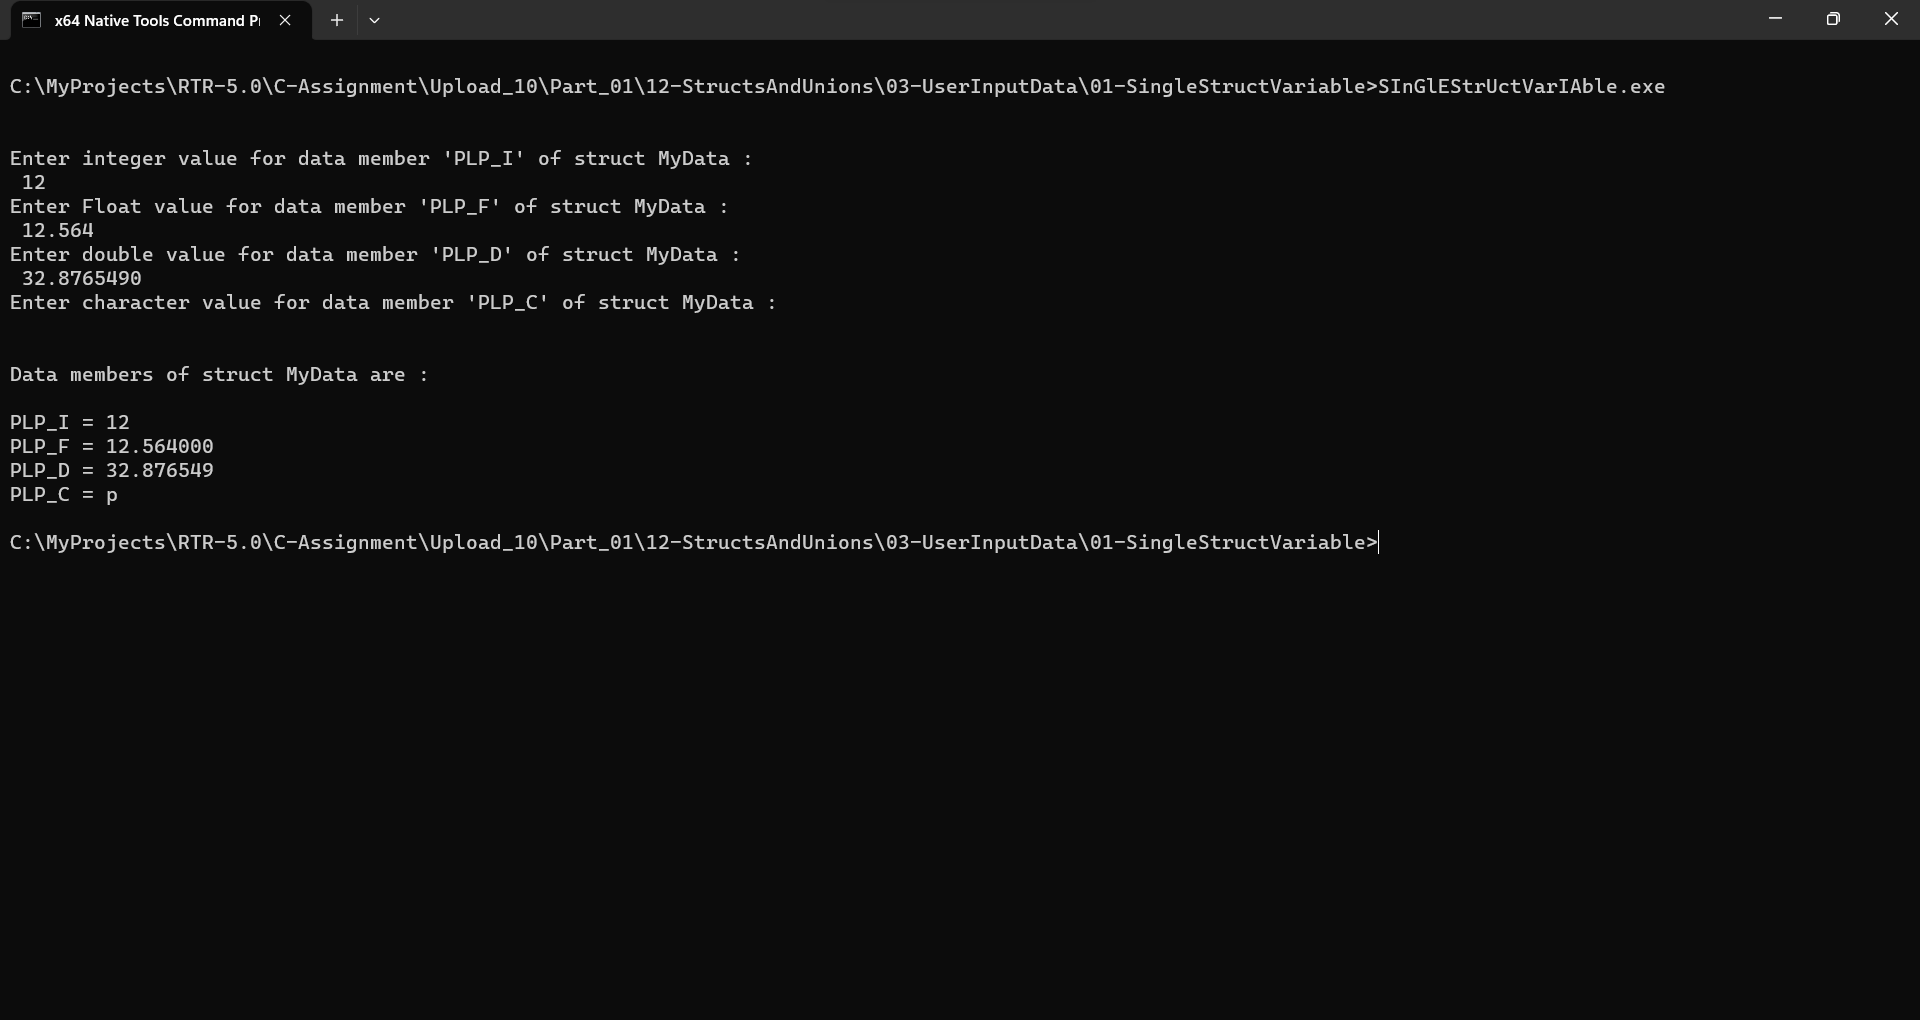 x64 Native Tools Command P
C:\MyProjects\RTR-5.0\C-Assignment\Upload_10\Part_01\12-StructsAndUnions\03-UserInputData\01-SingleStructVariable>SInGlEStrUctVarIAble.exe
Enter integer value for data member 'PLP_I' of struct MyData :
12
Enter Float value for data member 'PLP_F' of struct MyData :
12.564
Enter double value for data member 'PLP_D' of struct MyData :
32.8765490
Enter character value for data member 'PLP_C' of struct MyData :
Data members of struct MyData are :
PLP_I = 12
PLP_F = 12.564000
PLP_D = 32.876549
PLP_C = p
C:\MyProjects\RTR-5.0\C-Assignment\Upload_10\Part_01\12-StructsAndUnions\03-UserInputData\01-SingleStructVariable>